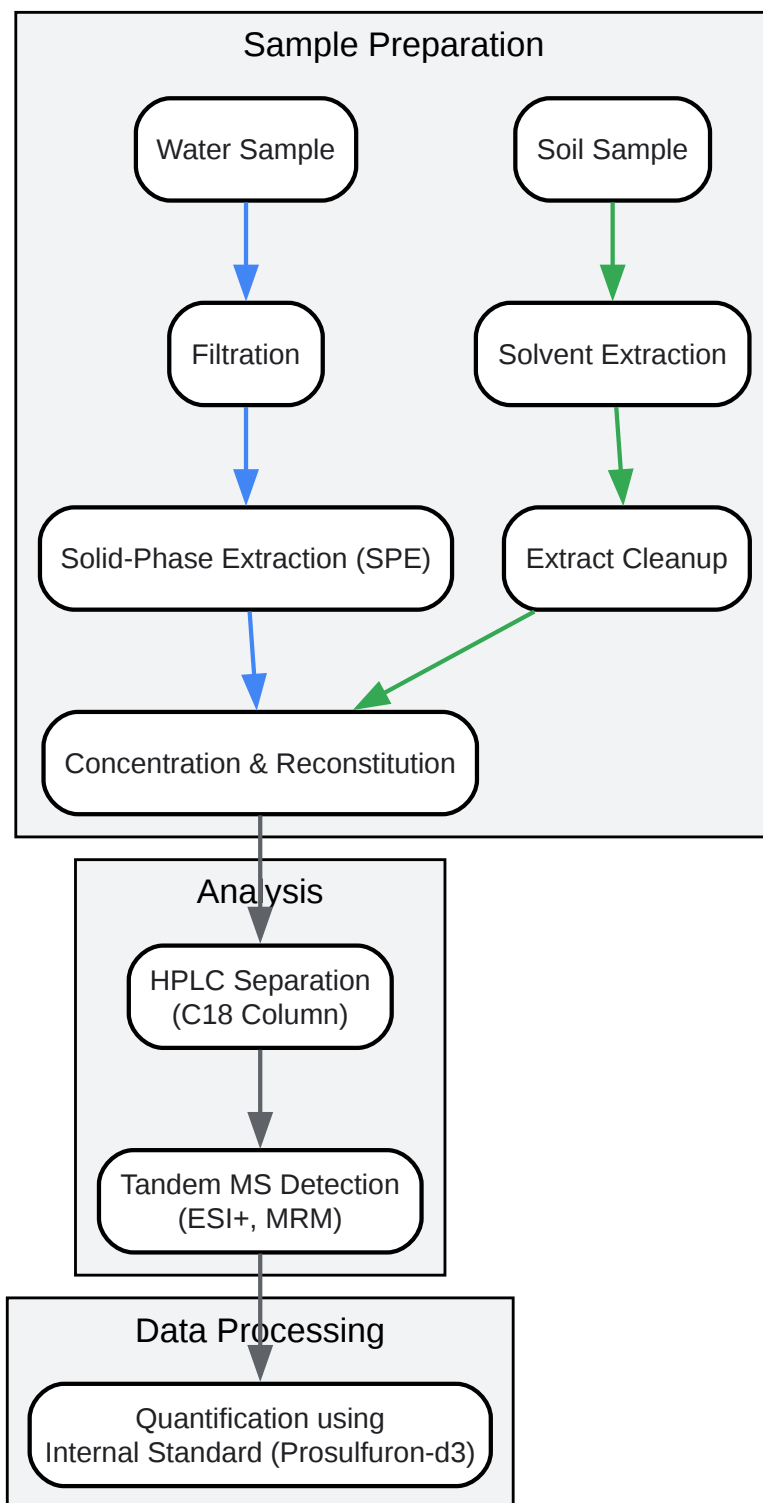 Sample Preparation
Water Sample
Soil Sample
Filtration
Solvent Extraction
Solid-Phase Extraction (SPE)
Extract Cleanup
Concentration & Reconstitution
Analysis
HPLC Separation
(C18 Column)
Tandem MS Detection
(ESI+, MRM)
Data Processing
Quantification using
Internal Standard (Prosulfuron-d3)